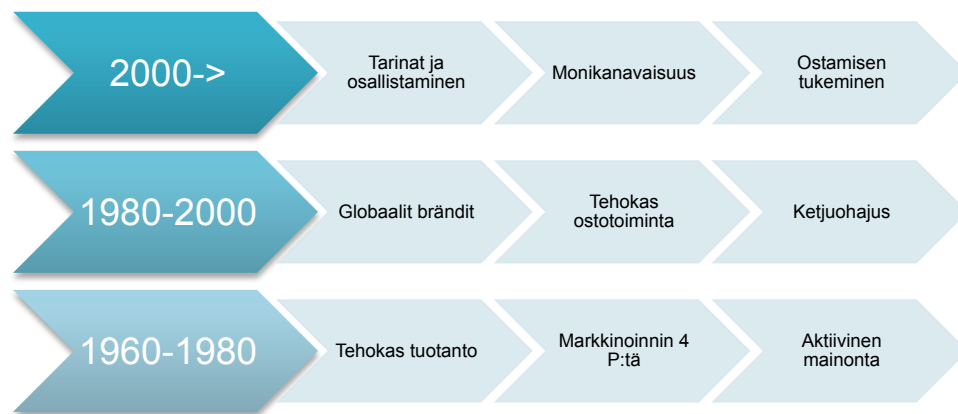 2000->
Tarinat ja
osallistaminen
Monikanavaisuus
Ostamisen
tukeminen
1980-2000
Globaalit brändit
Tehokas
ostotoiminta
Ketjuohajus
1960-1980
Tehokas tuotanto
Markkinoinnin 4
P:tä
Aktiivinen
mainonta